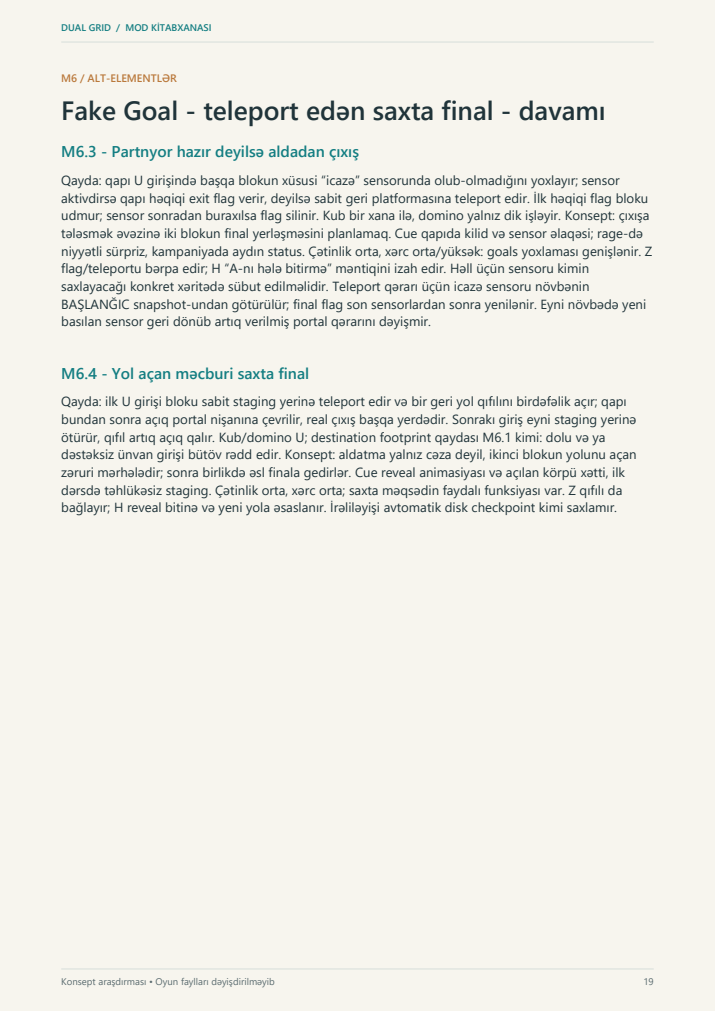 DUAL GRID / MOD KİTABXANASI
M6 / ALT-ELEMENTLƏR
Fake Goal - teleport edən saxta final - davamı
M6.3 - Partnyor hazır deyilsə aldadan çıxış
Qayda: qapı U girişində başqa blokun xüsusi “icazə” sensorunda olub-olmadığını yoxlayır; sensor
aktivdirsə qapı həqiqi exit flag verir, deyilsə sabit geri platformasına teleport edir. İlk həqiqi flag bloku
udmur; sensor sonradan buraxılsa flag silinir. Kub bir xana ilə, domino yalnız dik işləyir. Konsept: çıxışa
tələsmək əvəzinə iki blokun final yerləşməsini planlamaq. Cue qapıda kilid və sensor əlaqəsi; rage-də
niyyətli sürpriz, kampaniyada aydın status. Çətinlik orta, xərc orta/yüksək: goals yoxlaması genişlənir. Z
flag/teleportu bərpa edir; H “A-nı hələ bitirmə” məntiqini izah edir. Həll üçün sensoru kimin
saxlayacağı konkret xəritədə sübut edilməlidir. Teleport qərarı üçün icazə sensoru növbənin
BAŞLANĞIC snapshot-undan götürülür; final flag son sensorlardan sonra yenilənir. Eyni növbədə yeni
basılan sensor geri dönüb artıq verilmiş portal qərarını dəyişmir.
M6.4 - Yol açan məcburi saxta final
Qayda: ilk U girişi bloku sabit staging yerinə teleport edir və bir geri yol qıfılını birdəfəlik açır; qapı
bundan sonra açıq portal nişanına çevrilir, real çıxış başqa yerdədir. Sonrakı giriş eyni staging yerinə
ötürür, qıfıl artıq açıq qalır. Kub/domino U; destination footprint qaydası M6.1 kimi: dolu və ya
dəstəksiz ünvan girişi bütöv rədd edir. Konsept: aldatma yalnız cəza deyil, ikinci blokun yolunu açan
zəruri mərhələdir; sonra birlikdə əsl finala gedirlər. Cue reveal animasiyası və açılan körpü xətti, ilk
dərsdə təhlükəsiz staging. Çətinlik orta, xərc orta; saxta məqsədin faydalı funksiyası var. Z qıfılı da
bağlayır; H reveal bitinə və yeni yola əsaslanır. İrəliləyişi avtomatik disk checkpoint kimi saxlamır.
Konsept araşdırması • Oyun faylları dəyişdirilməyib
19